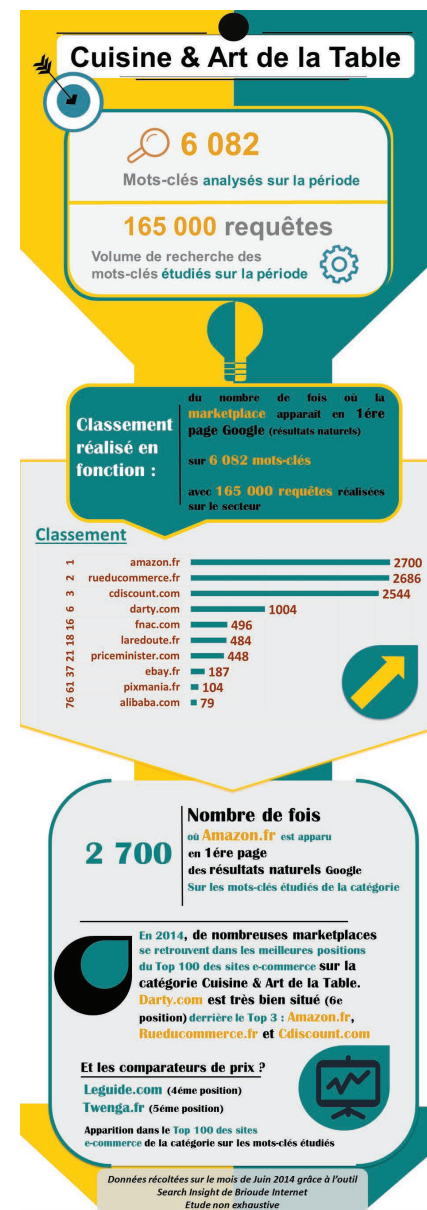 Cuisine & Art de la Table
6 082
Mots-clés analysés sur la période
165 000 requêtes
Volume de recherche des
mots-clés étudiés sur la période
Classement
réalisé en
fonction :
du nombre de fois où la
marketplace apparaît en 1ére
page Google (résultats naturels)
sur 6 082 mots-clés
avec 165 000 requêtes réalisées
sur le secteur
Classement
1 amazon.fr 2700
2 rueducommerce.fr 2686
3 cdiscount.com 2544
6 darty.com 1004
16 fnac.com 496
18 laredoute.fr 484
21 priceminister.com 448
37 ebay.fr 187
61 pixmania.fr 104
76 alibaba.com 79
2 700
Nombre de fois
où Amazon.fr est apparu
en 1ére page
des résultats naturels Google
Sur les mots-clés étudiés de la catégorie
En 2014, de nombreuses marketplaces
se retrouvent dans les meilleures positions
du Top 100 des sites e-commerce sur la
catégorie Cuisine & Art de la Table.
Darty.com est très bien situé (6e
position) derrière le Top 3 : Amazon.fr,
Rueducommerce.fr et Cdiscount.com
Et les comparateurs de prix ?
Leguide.com (4éme position)
Twenga.fr (5éme position)
Apparition dans le Top 100 des sites
e-commerce de la catégorie sur les mots-clés étudiés
Données récoltées sur le mois de Juin 2014 grâce à l'outil
Search Insight de Brioude Internet
Etude non exhaustive